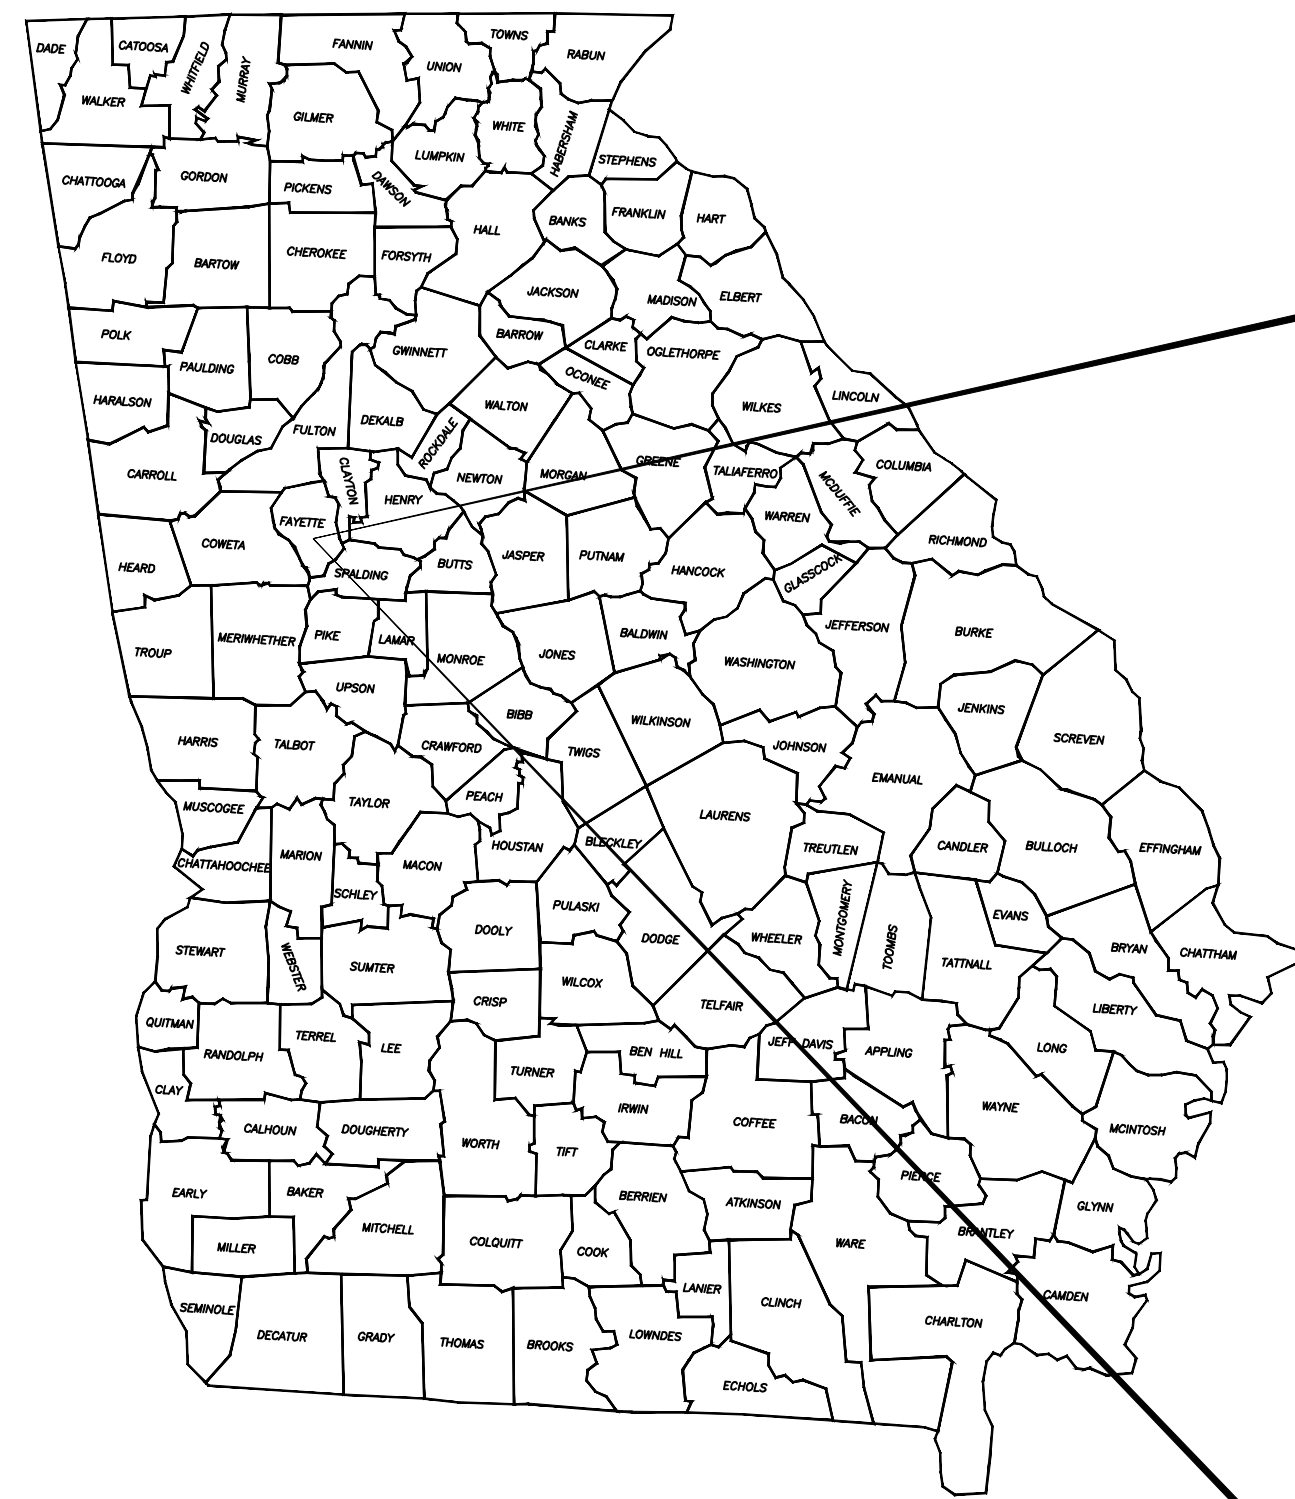 DADE
CATOOSA
WHITFIELD
MURRAY
FANNIN
UNION
TOWNS
RABUN
WALKER
GILMER
LUMPKIN
WHITE
HABERSHAM
STEPHENS
CHATTOOGA
GORDON
PICKENS
DAWSON
HALL
BANKS
FRANKLIN
HART
FLOYD
BARTOW
CHEROKEE
FORSYTH
JACKSON
MADISON
ELBERT
POLK
PAULDING
COBB
GWINNETT
BARROW
CLARKE
OGLETHORPE
OCONEE
HARALSON
DOUGLAS
FULTON
DEKALB
ROCKDALE
WALTON
WILKES
LINCOLN
CARROLL
CLAYTON
HENRY
NEWTON
MORGAN
GREENE
TALIAFERRO
MCDUFFIE
COLUMBIA
COWETA
FAYETTE
WARREN
RICHMOND
HEARD
SPALDING
BUTTS
JASPER
PUTNAM
HANCOCK
GLASSCOCK
TROUP
MERIWHETHER
PIKE
LAMAR
MONROE
JONES
BALDWIN
WASHINGTON
JEFFERSON
BURKE
UPSON
BIBB
WILKINSON
JENKINS
SCREVEN
HARRIS
TALBOT
CRAWFORD
TWIGS
JOHNSON
EMANUAL
MUSCOGEE
TAYLOR
PEACH
LAURENS
CHATTAHOOCHEE
MARION
MACON
HOUSTAN
BLECKLEY
TREUTLEN
CANDLER
BULLOCH
EFFINGHAM
SCHLEY
PULASKI
MONTGOMERY
EVANS
STEWART
WEBSTER
SUMTER
DOOLY
DODGE
WHEELER
TOOMBS
TATTNALL
BRYAN
CHATTHAM
QUITMAN
RANDOLPH
TERREL
LEE
CRISP
WILCOX
TELFAIR
LIBERTY
CLAY
TURNER
BEN HILL
JEFF DAVIS
APPLING
LONG
CALHOUN
DOUGHERTY
WORTH
TIFT
IRWIN
COFFEE
BACON
WAYNE
MCINTOSH
EARLY
BAKER
MITCHELL
BERRIEN
ATKINSON
PIERCE
GLYNN
MILLER
COLQUITT
COOK
WARE
BRANTLEY
SEMINOLE
DECATUR
GRADY
THOMAS
BROOKS
LOWNDES
LANIER
CLINCH
CHARLTON
CAMDEN
ECHOLS